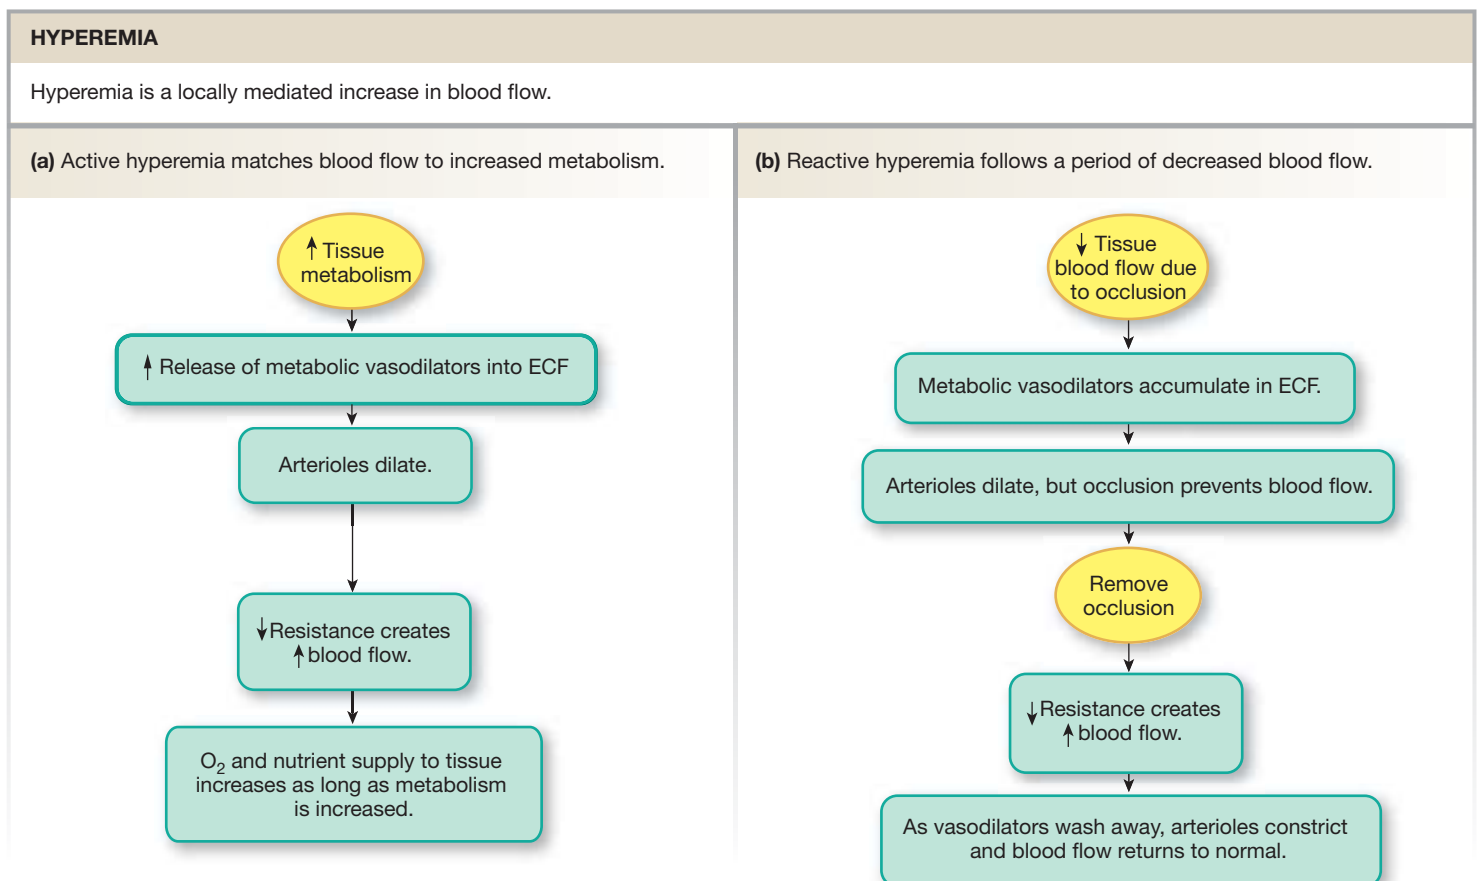 HYPEREMIA
Hyperemia is a locally mediated increase in blood flow.
(a) Active hyperemia matches blood flow to increased metabolism.
↑ Tissue
metabolism
↑ Release of metabolic vasodilators into ECF
Arterioles dilate.
↓Resistance creates
↑blood flow.
O₂ and nutrient supply to tissue
increases as long as metabolism
is increased.
(b) Reactive hyperemia follows a period of decreased blood flow.
↓ Tissue
blood flow due
to occlusion
Metabolic vasodilators accumulate in ECF.
Arterioles dilate, but occlusion prevents blood flow.
Remove
occlusion
↓Resistance creates
↑ blood flow.
As vasodilators wash away, arterioles constrict
and blood flow returns to normal.